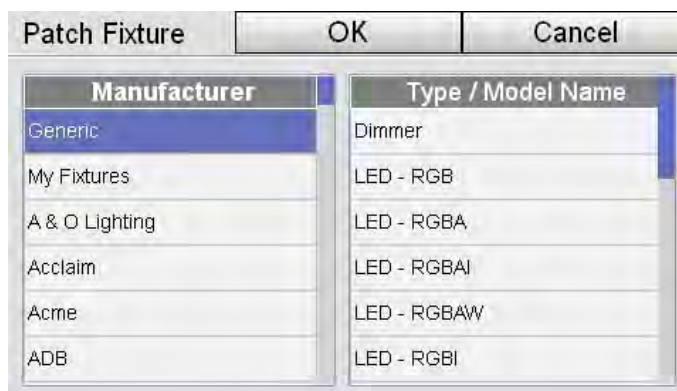 Patch Fixture
OK
Cancel
Manufacturer
Generic
My Fixtures
A & O Lighting
Acclaim
Acme
ADB
Type / Model Name
Dimmer
LED - RGB
LED - RGBA
LED - RGBAI
LED - RGBAW
LED - RGBI